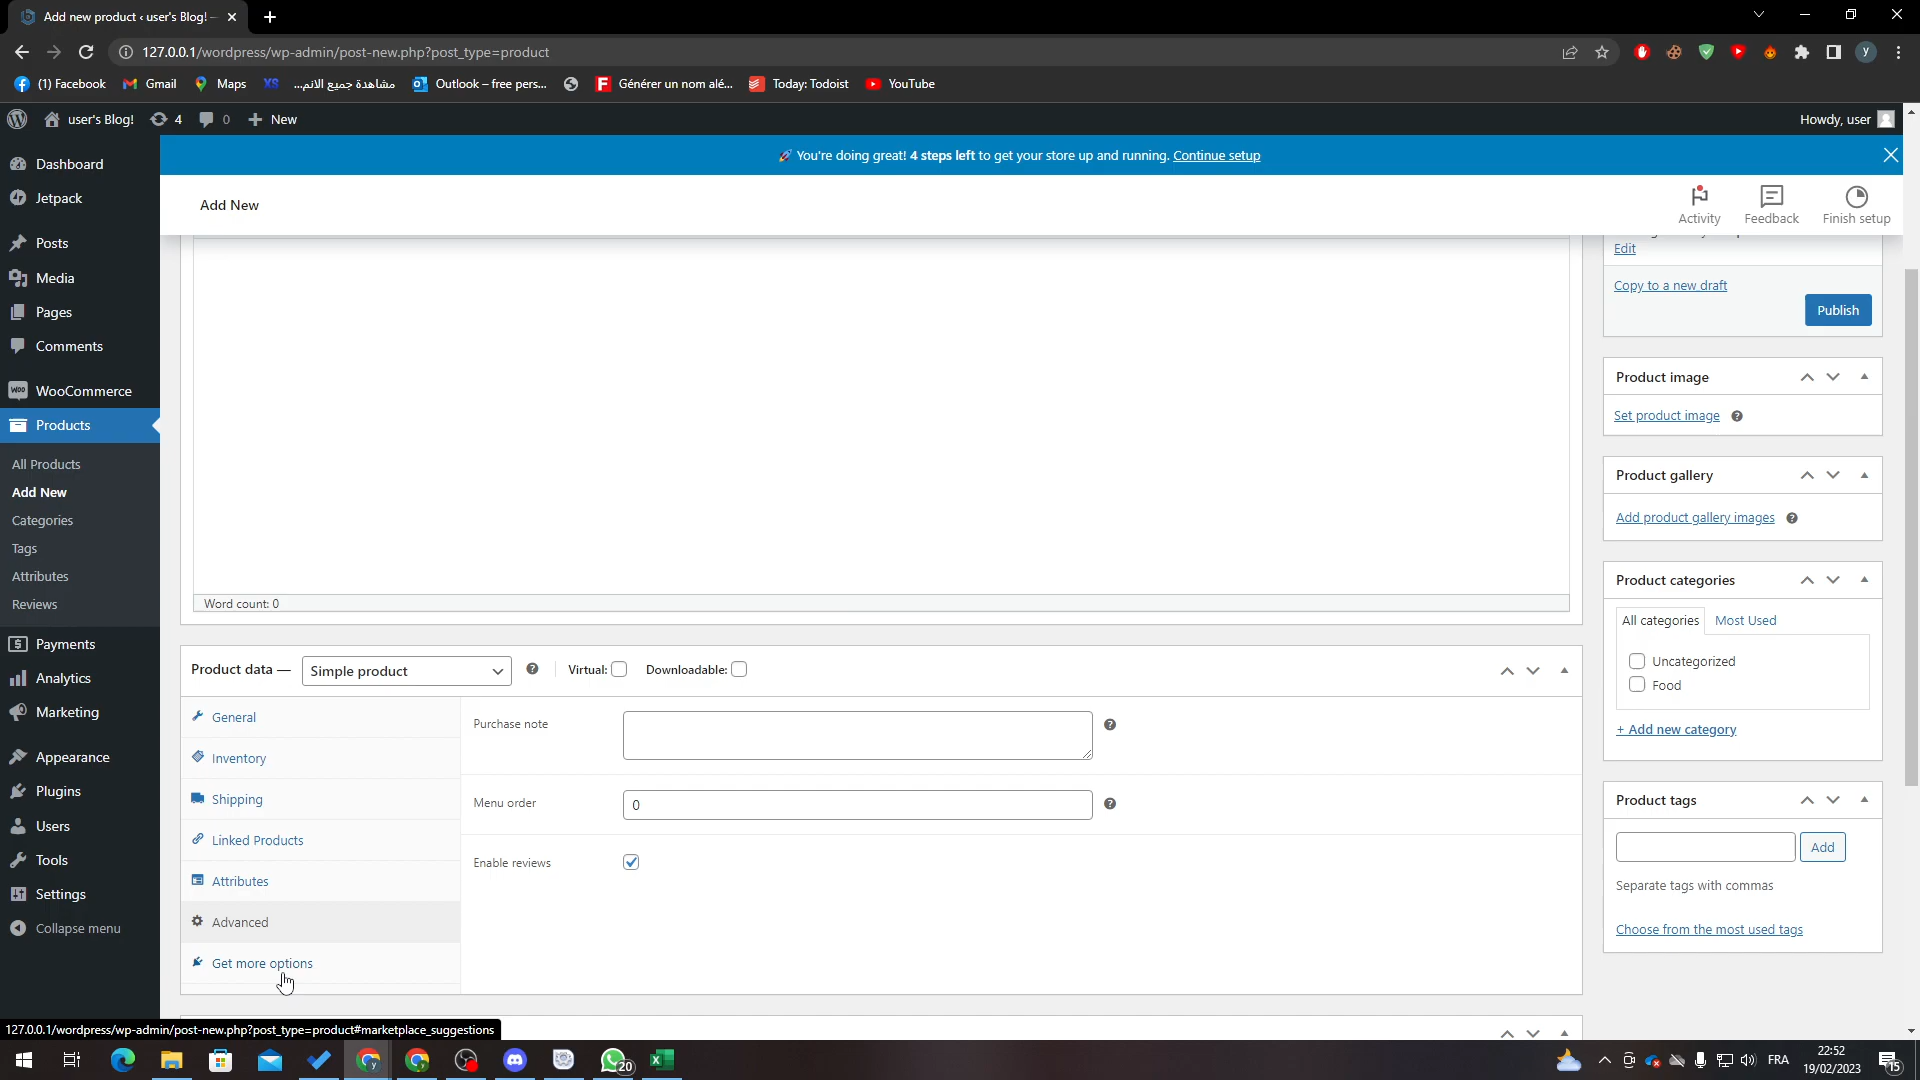 Add new product ‹ user's Blog! –
127.0.0.1/wordpress/wp-admin/post-new.php?post_type=product
(1) Facebook
Gmail
Maps
XS
مشاهدة جميع الانم...
Outlook – free pers...
Générer un nom alé...
Today: Todoist
YouTube
user's Blog!
4
0
New
Howdy, user
🚀 You're doing great! 4 steps left to get your store up and running. Continue setup
Dashboard
Jetpack
Posts
Media
Pages
Comments
WooCommerce
Products
All Products
Add New
Categories
Tags
Attributes
Reviews
Payments
Analytics
Marketing
Appearance
Plugins
Users
Tools
Settings
Collapse menu
Add New
Activity
Feedback
Finish setup
Edit
Copy to a new draft
Publish
Product image
Set product image
Product gallery
Add product gallery images
Product categories
All categories
Most Used
Uncategorized
Food
+ Add new category
Product tags
Add
Separate tags with commas
Choose from the most used tags
Word count: 0
Product data —
Simple product
Virtual:
Downloadable:
General
Inventory
Shipping
Linked Products
Attributes
Advanced
Get more options
Purchase note
Menu order
0
Enable reviews
127.0.0.1/wordpress/wp-admin/post-new.php?post_type=product#marketplace_suggestions
20
FRA
22:52
19/02/2023
15